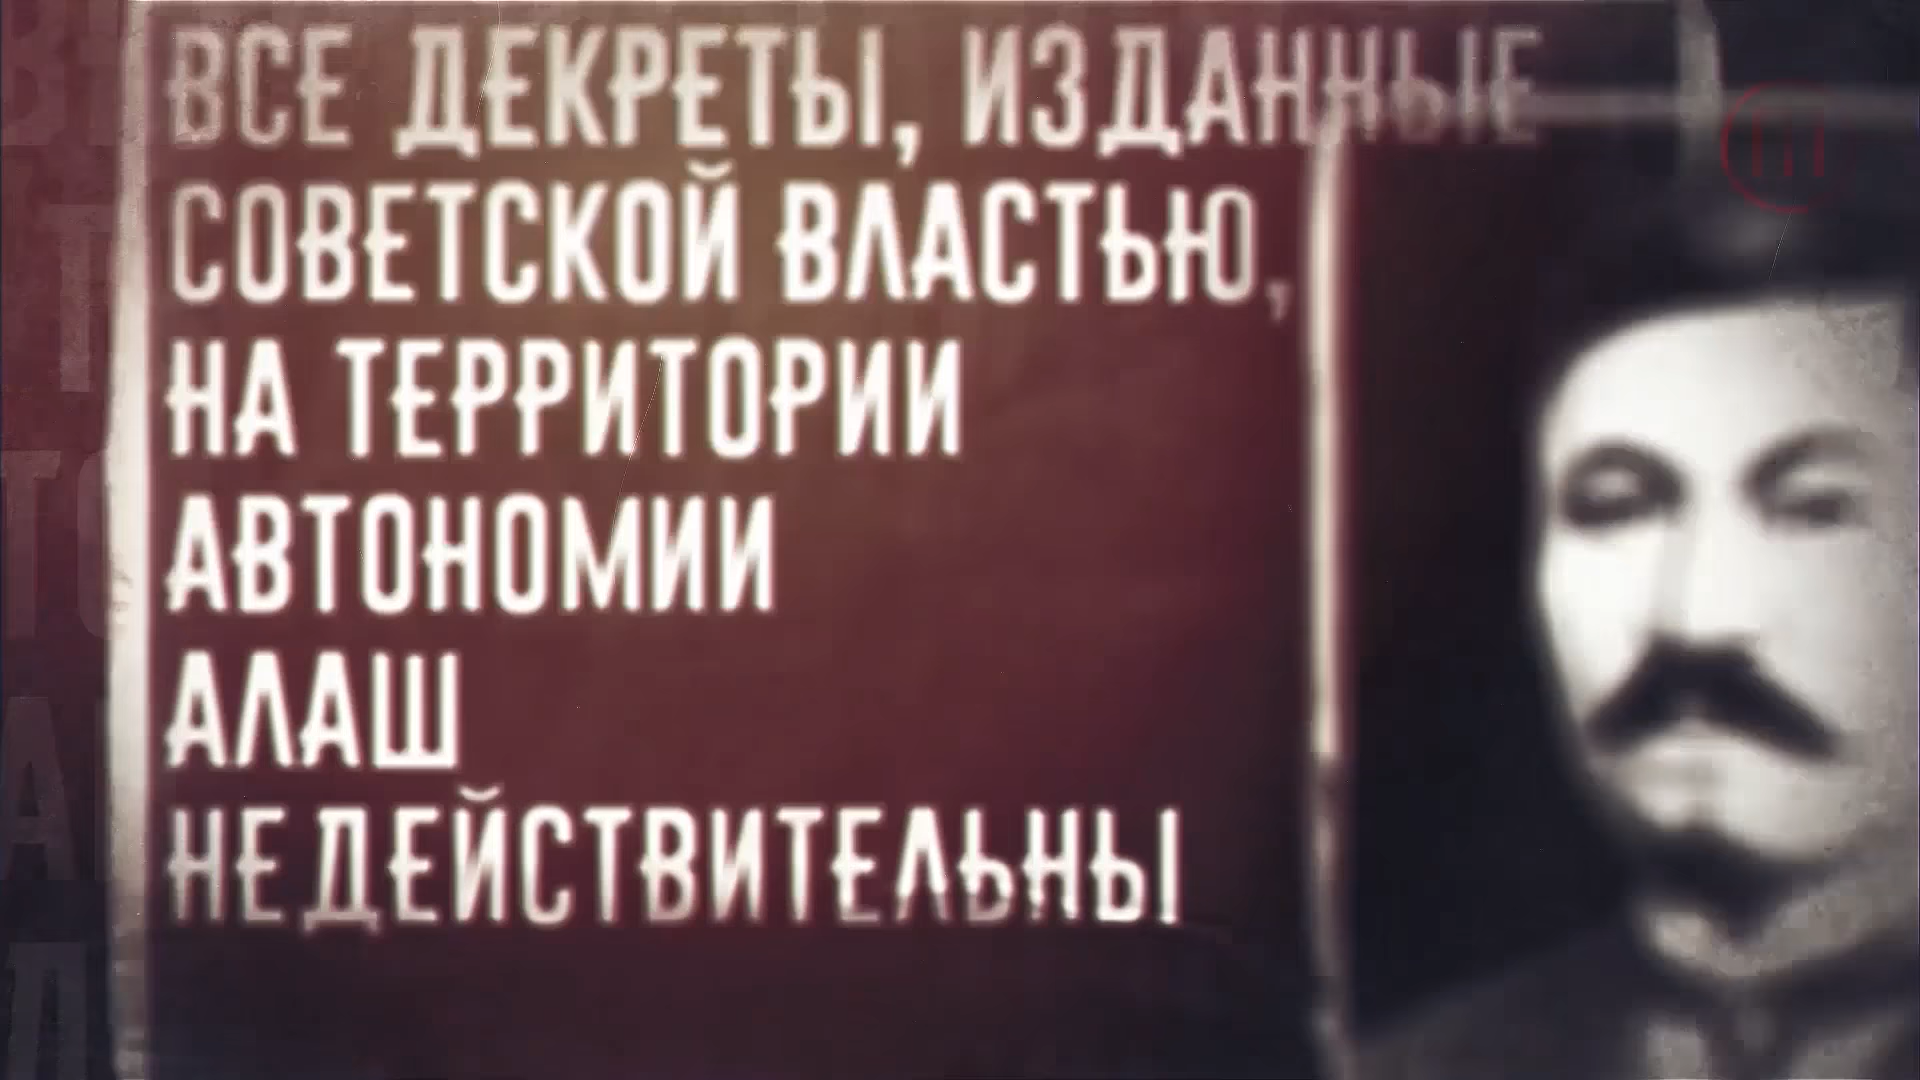 ВСЕ ДЕКРЕТЫ, ИЗДАННЫЕ
СОВЕТСКОЙ ВЛАСТЬЮ,
НА ТЕРРИТОРИИ
АВТОНОМИИ
АЛАШ
НЕДЕЙСТВИТЕЛЬНЫ